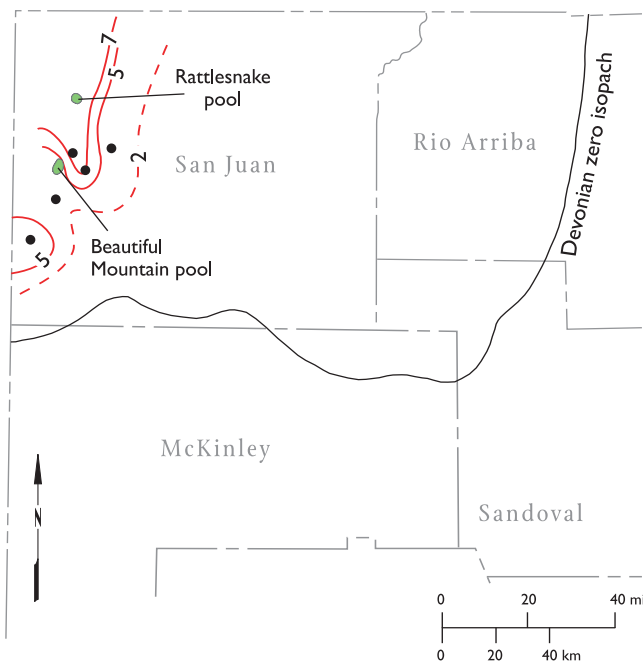 7
5
Rattlesnake
pool
2
San Juan
Rio Arriba
Devonian zero isopach
5
Beautiful
Mountain pool
McKinley
N
Sandoval
0 20 40 mi
0 20 40 km